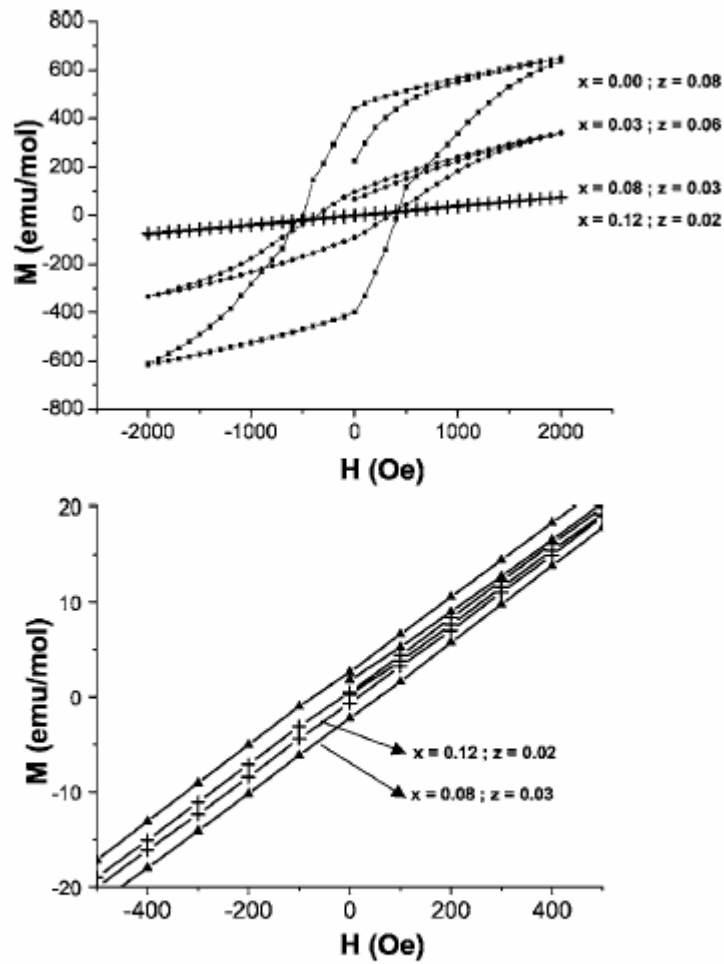 800
600
400
200
0
-200
-400
-600
-800
M (emu/mol)
x = 0.00 ; z = 0.08
x = 0.03 ; z = 0.06
x = 0.08 ; z = 0.03
x = 0.12 ; z = 0.02
-2000
-1000
0
1000
2000
H (Oe)
20
10
0
-10
-20
M (emu/mol)
x = 0.12 ; z = 0.02
x = 0.08 ; z = 0.03
-400
-200
0
200
400
H (Oe)